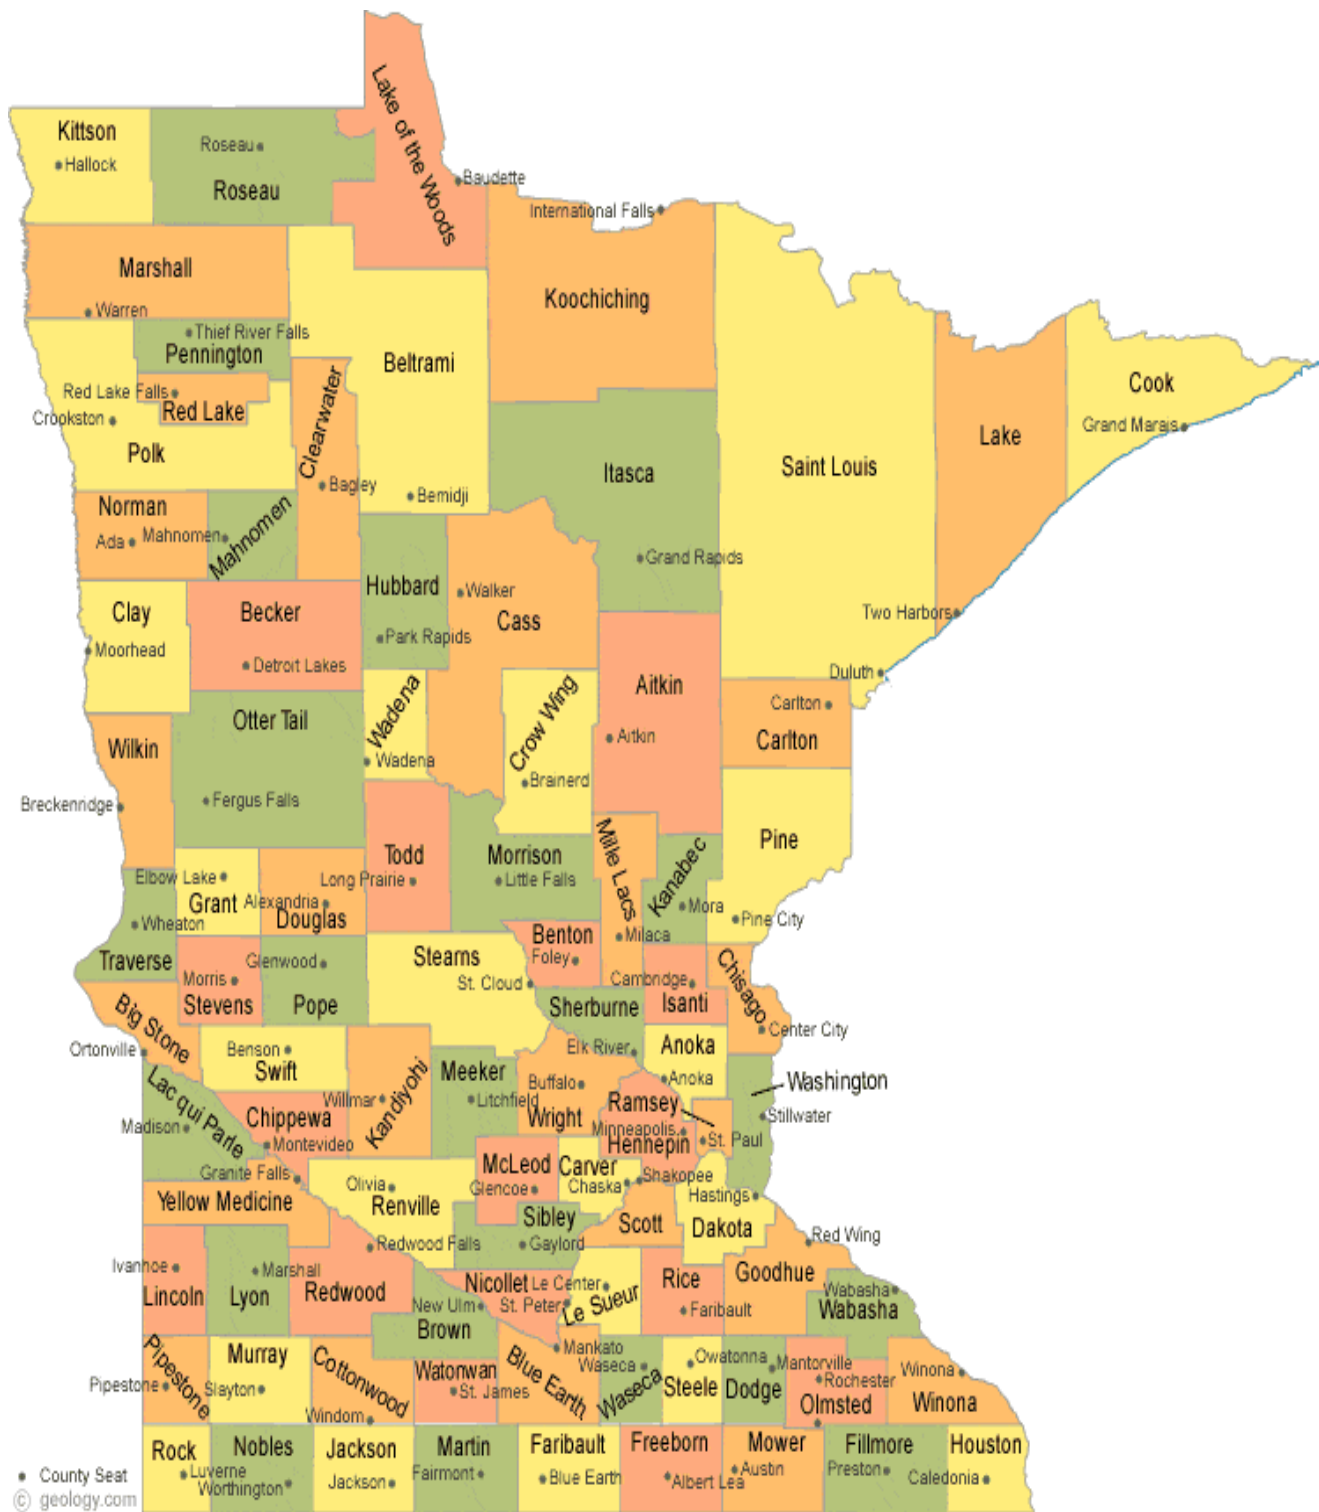 Lake of the Woods
Kittson
Hallock
Roseau
Roseau
Baudette
International Falls
Marshall
Warren
Koochiching
Thief River Falls
Pennington
Red Lake Falls
Red Lake
Crookston
Polk
Clearwater
Bagley
Beltrami
Bemidji
Saint Louis
Lake
Cook
Grand Marais
Itasca
Grand Rapids
Norman
Ada
Mahnomen
Mahnomen
Hubbard
Park Rapids
Walker
Cass
Clay
Moorhead
Becker
Detroit Lakes
Two Harbors
Duluth
Otter Tail
Fergus Falls
Wadena
Wadena
Crow Wing
Brainerd
Aitkin
Aitkin
Carlton
Carlton
Wilkin
Breckenridge
Pine
Pine City
Todd
Long Prairie
Morrison
Little Falls
Mille Lacs
Milaca
Kanabec
Mora
Elbow Lake
Grant
Alexandria
Douglas
Wheaton
Traverse
Stearns
St. Cloud
Benton
Foley
Cambridge
Isanti
Chisago
Center City
Morris
Stevens
Glenwood
Pope
Sherburne
Elk River
Big Stone
Ortonville
Benson
Swift
Willmar
Kandiyohi
Meeker
Litchfield
Buffalo
Wright
Anoka
Anoka
Washington
Stillwater
Lac qui Parle
Madison
Chippewa
Montevideo
Ramsey
Minneapolis
Hennepin
St. Paul
Granite Falls
Yellow Medicine
Olivia
Renville
McLeod
Glencoe
Carver
Chaska
Shakopee
Hastings
Scott
Dakota
Sibley
Gaylord
Redwood Falls
Red Wing
Ivanhoe
Lincoln
Marshall
Lyon
Redwood
Nicollet
St. Peter
Le Center
Le Sueur
Rice
Faribault
Goodhue
Wabasha
Wabasha
New Ulm
Brown
Pipestone
Pipestone
Murray
Slayton
Cottonwood
Windom
Watonwan
St. James
Mankato
Blue Earth
Waseca
Waseca
Owatonna
Steele
Mantorville
Dodge
Rochester
Olmsted
Winona
Winona
Rock
Luverne
Nobles
Worthington
Jackson
Jackson
Martin
Fairmont
Faribault
Blue Earth
Freeborn
Albert Lea
Mower
Austin
Fillmore
Preston
Houston
Caledonia
County Seat
© geology.com